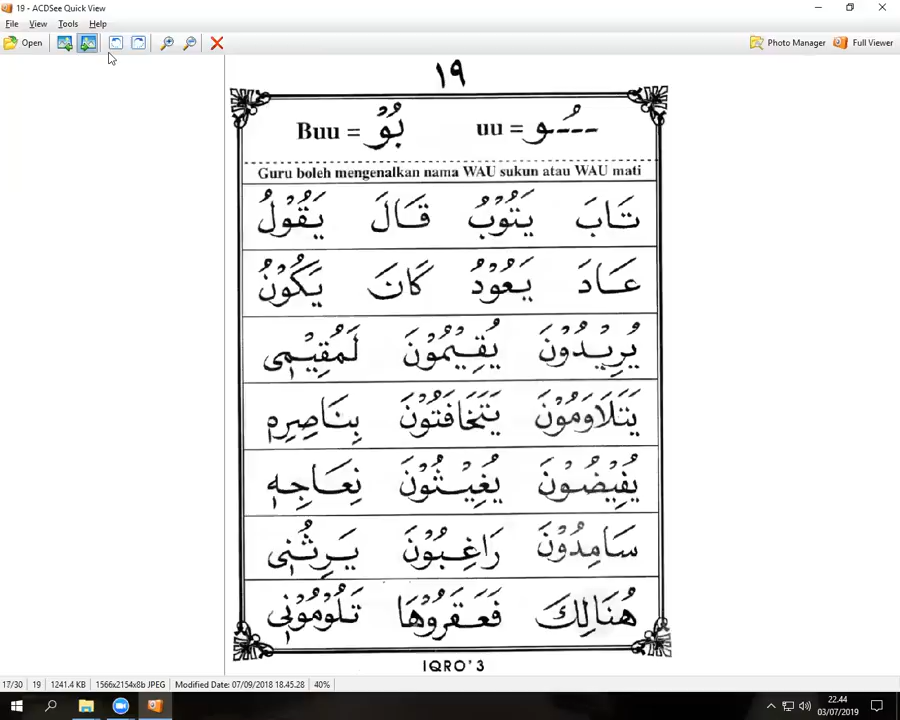 19 - ACDSee Quick View
File View Tools Help
Open Photo Manager Full Viewer
١٩
ـُـو = uu بُوْ = Buu
Guru boleh mengenalkan nama WAU sukun atau WAU mati
تَابَ يَتُوْبُ قَالَ يَقُوْلُ
عَادَ يَعُوْدُ كَانَ يَكُوْنُ
يُرِيْدُوْنَ يُقِيْمُوْنَ لَمُقِيْمِى
يَتَلَاوَمُوْنَ يَتَخَافَتُوْنَ بِنَاصِرِهٖ
يُفِيْضُوْنَ يُغِيْثُوْنَ نِعَاجِهٖ
سَامِدُوْنَ رَاغِبُوْنَ يَرِثُنِى
هُنَالِكَ فَعَقَرُوْهَا تَلُوْمُوْنِى
IQRO' 3
17/30 19 1241.4 KB 1566x2154x8b JPEG Modified Date: 07/09/2018 18.45.28 40%
22.44
03/07/2019